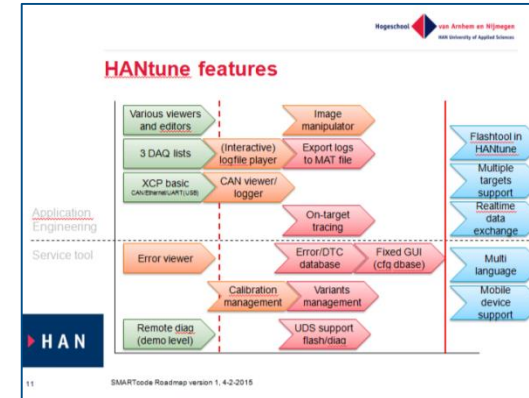 Hogeschool van Arnhem en Nijmegen
HAN University of Applied Sciences
HANtune features
Various viewers
and editors
Image
manipulator
Flashtool in
HANtune
3 DAQ lists
(Interactive)
logfile player
Export logs
to MAT file
Multiple
targets
support
XCP basic
CAN/Ethernet/UART(USB)
CAN viewer/
logger
Application
Engineering
On-target
tracing
Realtime
data
exchange
Service tool
Error viewer
Error/DTC
database
Fixed GUI
(cfg dbase)
Multi
language
Calibration
management
Variants
management
Mobile
device
support
HAN
Remote diag
(demo level)
UDS support
flash/diag
11
SMARTcode Roadmap version 1, 4-2-2015